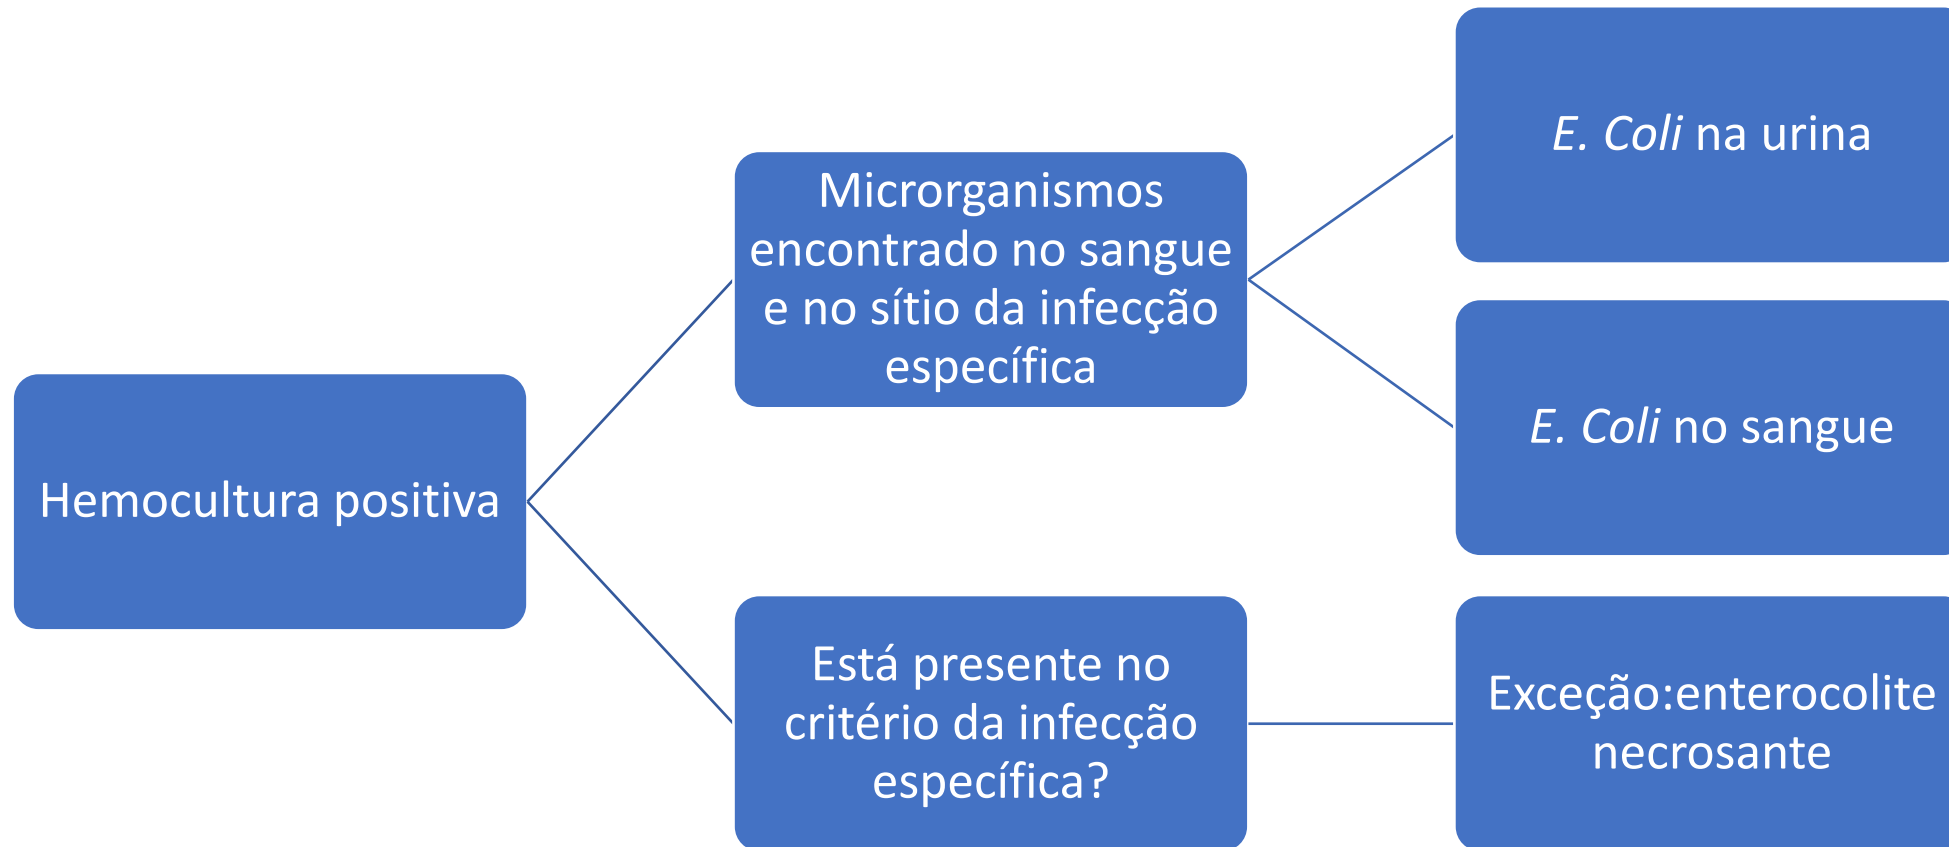 Hemocultura positiva
Microrganismos
encontrado no sangue
e no sítio da infecção
específica
E. Coli na urina
E. Coli no sangue
Está presente no
critério da infecção
específica?
Exceção:enterocolite
necrosante